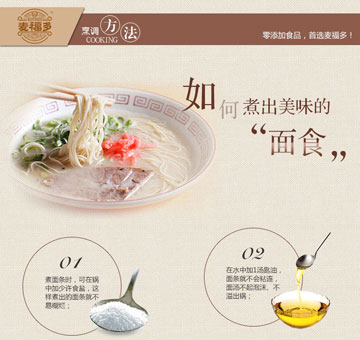 麦福多
烹调方法
COOKING
零添加食品，首选麦福多！
如何煮出美味的
“面食”
01
煮面条时，可在锅
中加少许食盐，这
样煮出的面条就不
易糊烂；
02
在水中加1汤匙油，
面条就不会粘连，
面汤不起泡沫、不
溢出锅；